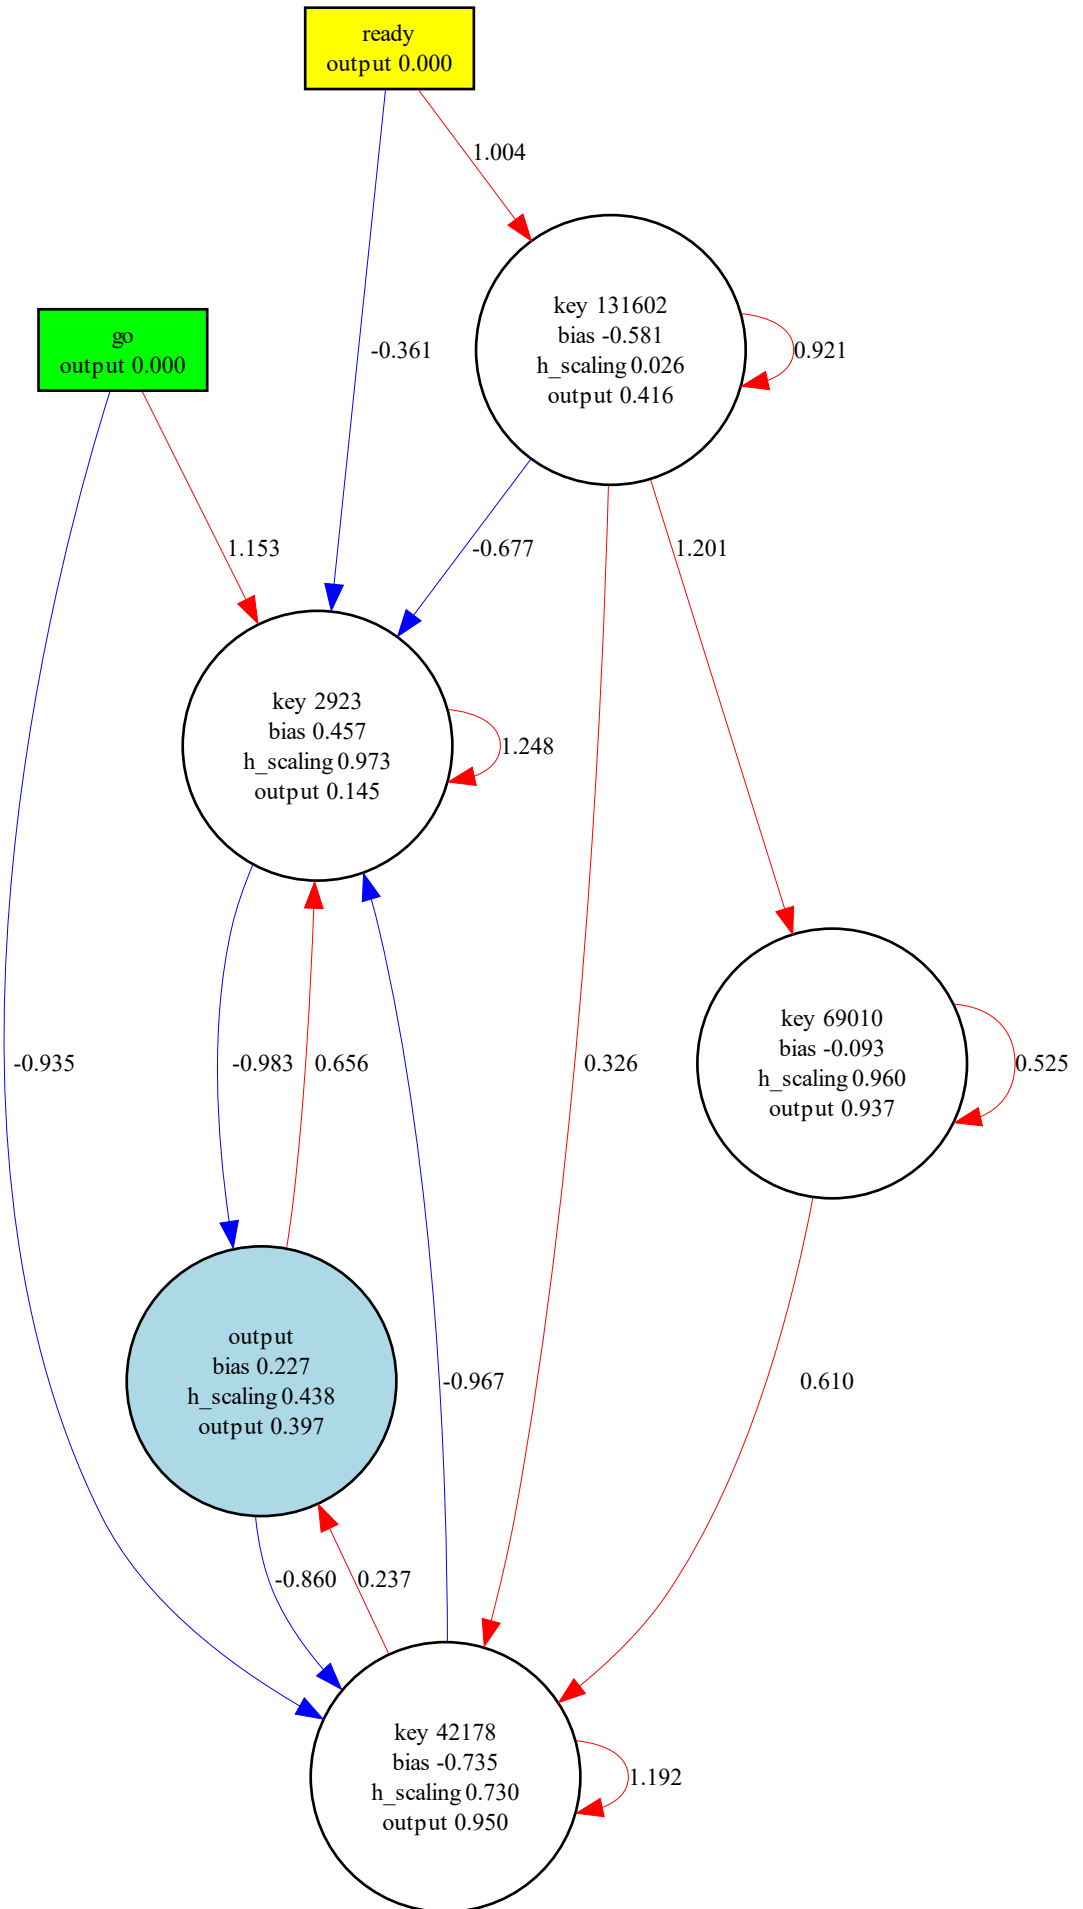 ready
output 0.000
1.004
key 131602
bias -0.581
h_scaling 0.026
output 0.416
0.921
go
output 0.000
-0.361
1.153
-0.677
1.201
key 2923
bias 0.457
h_scaling 0.973
output 0.145
1.248
key 69010
bias -0.093
h_scaling 0.960
output 0.937
0.525
-0.935
-0.983
0.656
0.326
output
bias 0.227
h_scaling 0.438
output 0.397
-0.967
0.610
-0.860
0.237
key 42178
bias -0.735
h_scaling 0.730
output 0.950
1.192